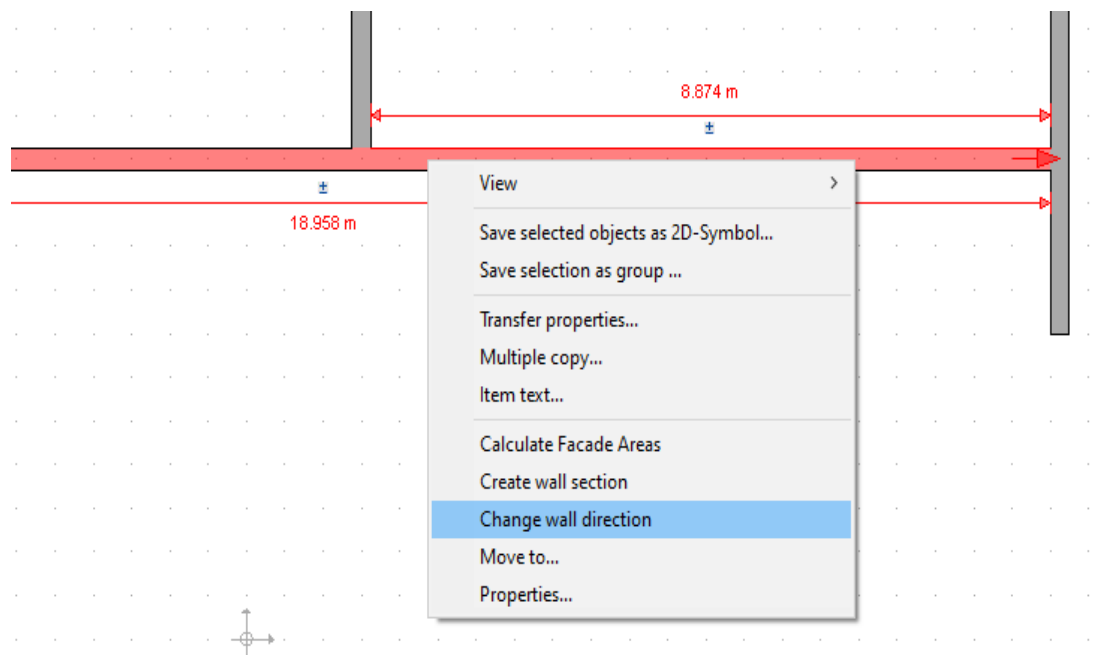 8.874 m
±
±
18.958 m
View
Save selected objects as 2D-Symbol...
Save selection as group ...
Transfer properties...
Multiple copy...
Item text...
Calculate Facade Areas
Create wall section
Change wall direction
Move to...
Properties...